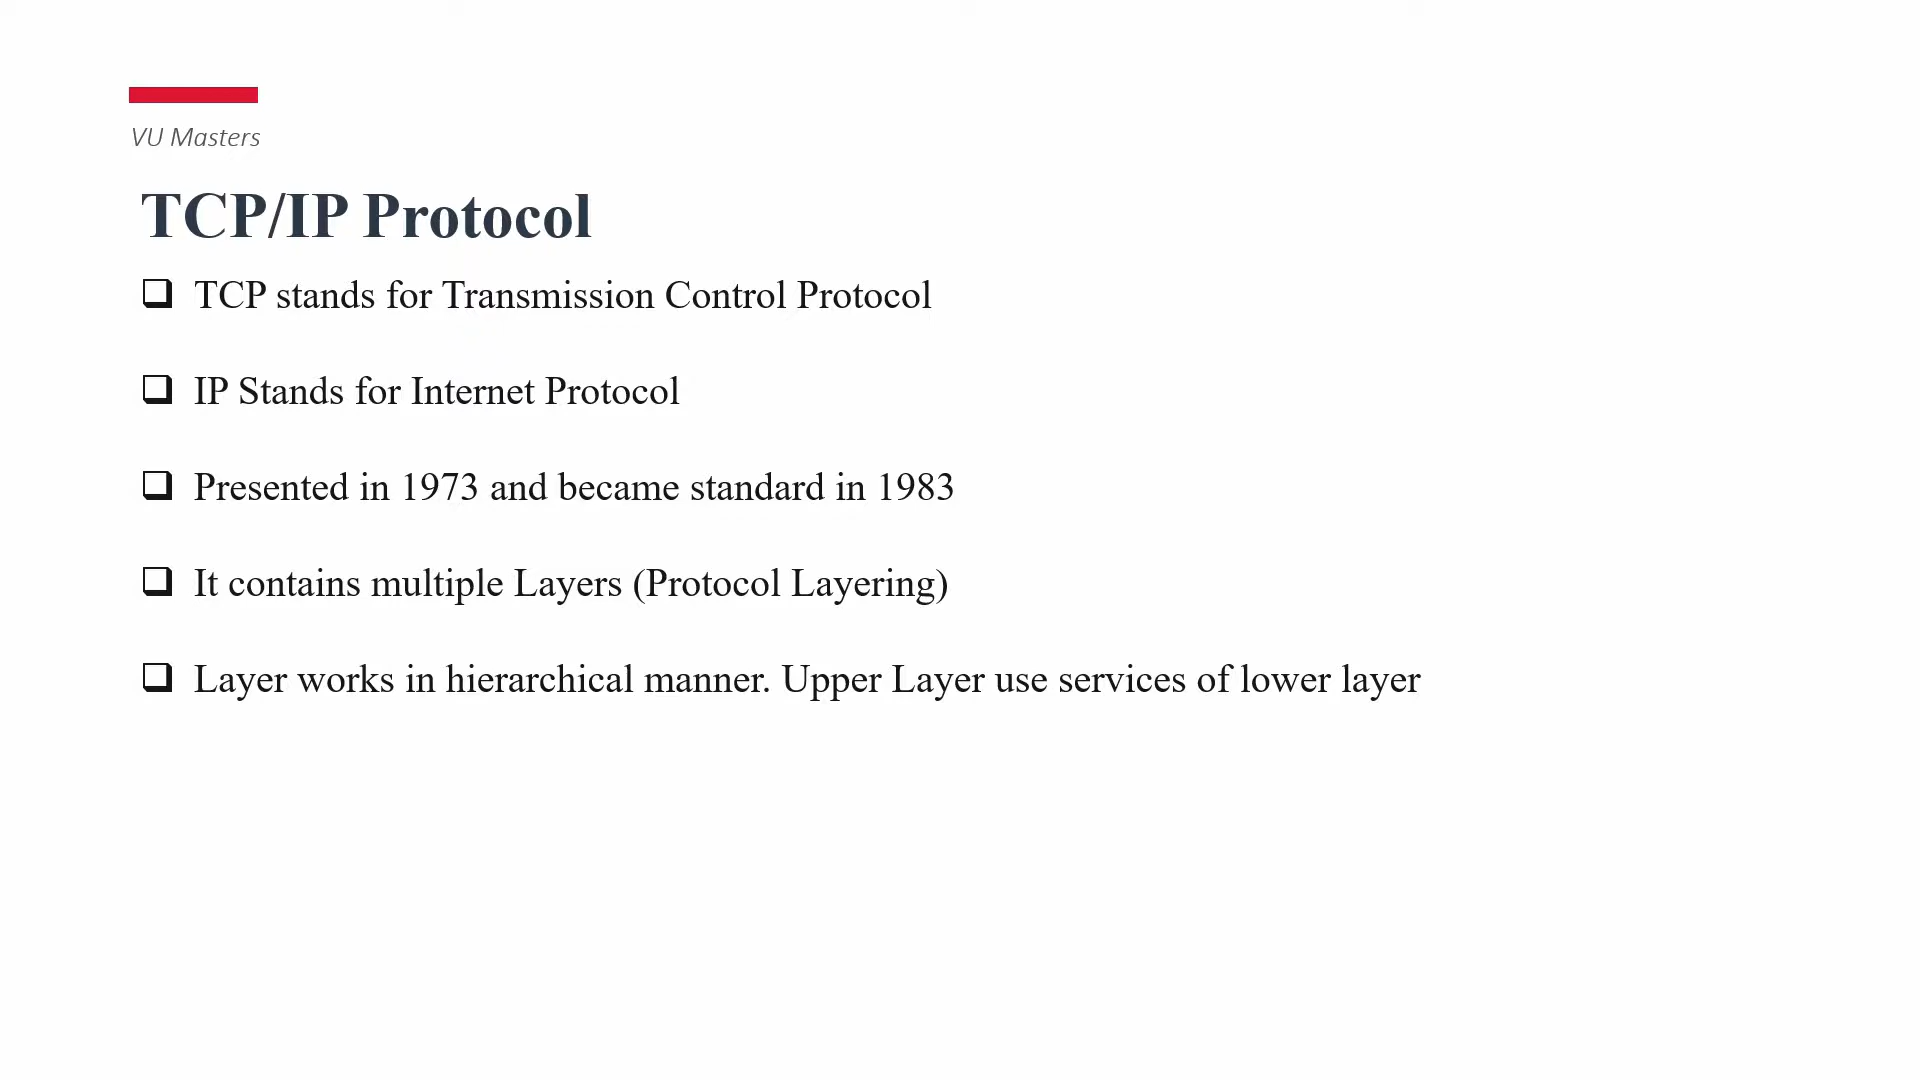 VU Masters
TCP/IP Protocol
TCP stands for Transmission Control Protocol
IP Stands for Internet Protocol
Presented in 1973 and became standard in 1983
It contains multiple Layers (Protocol Layering)
Layer works in hierarchical manner. Upper Layer use services of lower layer